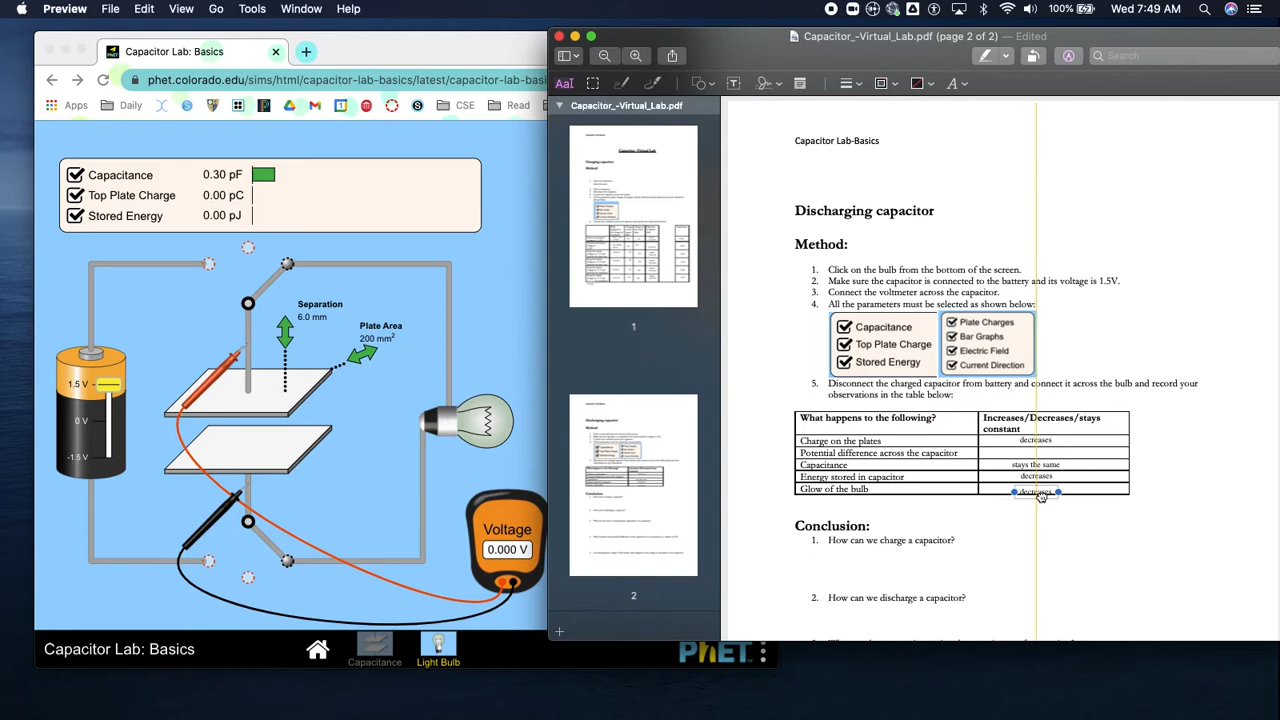 Preview File Edit View Go Tools Window Help
100% Wed 7:49 AM
PhET Capacitor Lab: Basics
phet.colorado.edu/sims/html/capacitor-lab-basics/latest/capacitor-lab-bas
Apps Daily CSE Read
Capacitance 0.30 pF
Top Plate Charge 0.00 pC
Stored Energy 0.00 pJ
Separation
6.0 mm
Plate Area
200 mm²
1.5 V
0 V
-1.5 V
Voltage
0.000 V
Capacitor Lab: Basics
Capacitance
Light Bulb
PhET
Capacitor_-Virtual_Lab.pdf (page 2 of 2) — Edited
Search
Capacitor_-Virtual_Lab.pdf
1
2
Capacitor Lab-Basics
Discharging capacitor
Method:
1. Click on the bulb from the bottom of the screen.
2. Make sure the capacitor is connected to the battery and its voltage is 1.5V.
3. Connect the voltmeter across the capacitor.
4. All the parameters must be selected as shown below:
Capacitance
Top Plate Charge
Stored Energy
Plate Charges
Bar Graphs
Electric Field
Current Direction
5. Disconnect the charged capacitor from battery and connect it across the bulb and record your
observations in the table below:
What happens to the following? Increases/Decreases/stays
constant
Charge on the plates decreases
Potential difference across the capacitor
Capacitance stays the same
Energy stored in capacitor decreases
Glow of the bulb decreases
Conclusion:
1. How can we charge a capacitor?
2. How can we discharge a capacitor?